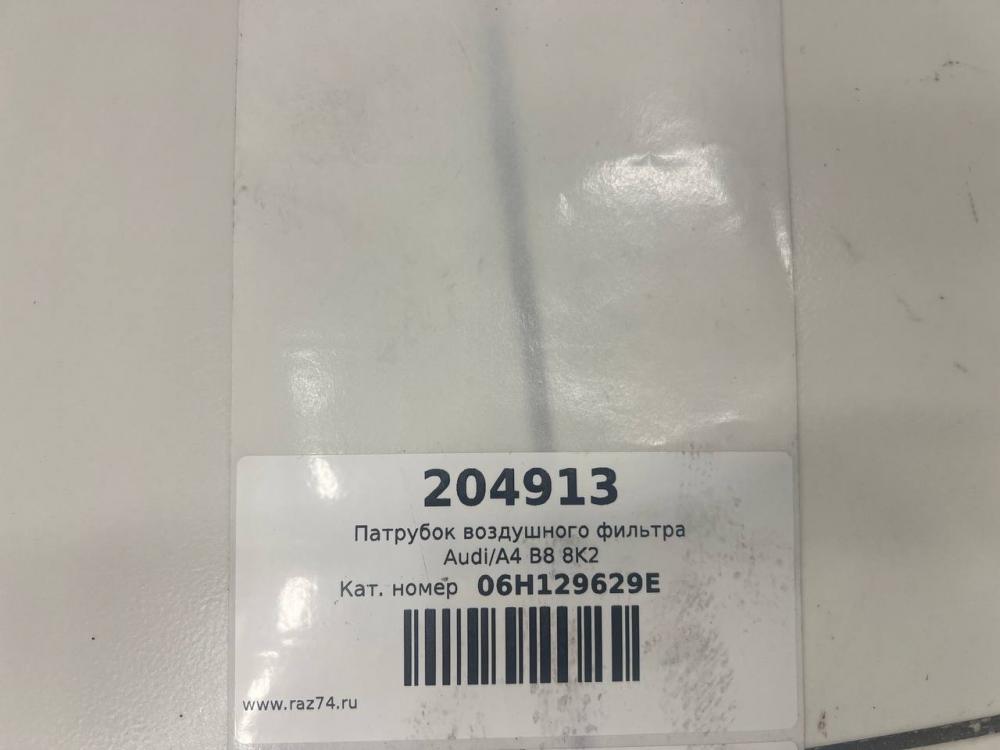 204913
Патрубок воздушного фильтра
Audi/A4 B8 8K2
Кат. номер 06H129629E
www.raz74.ru